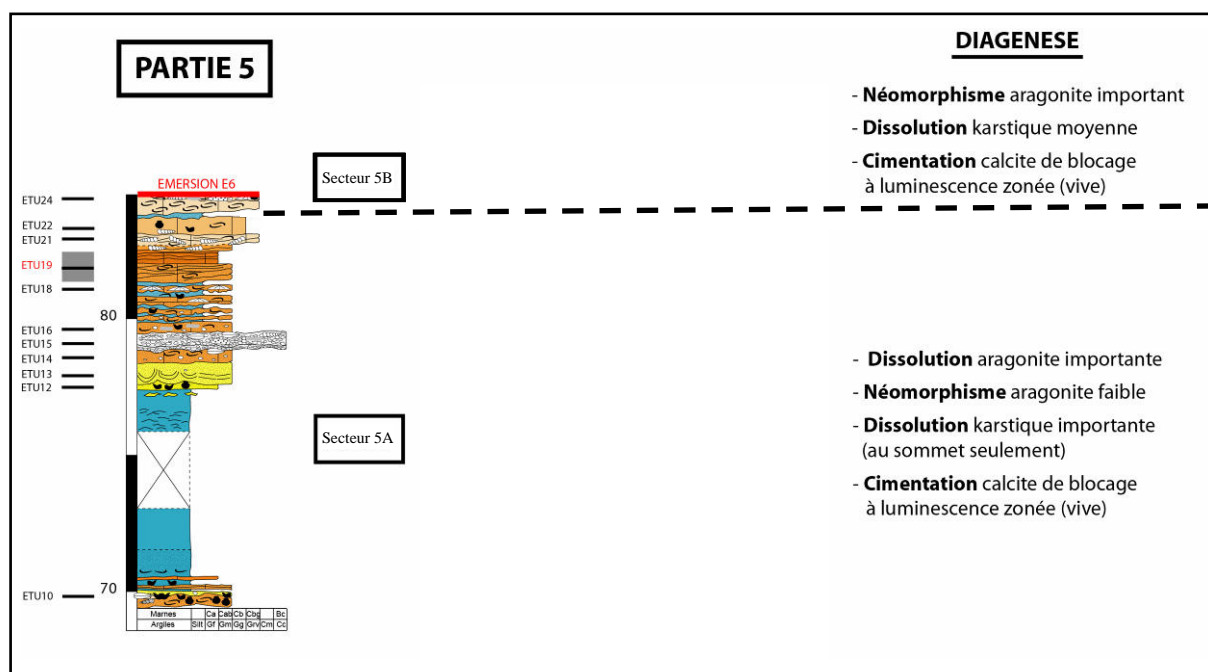 PARTIE 5
DIAGENESE
- Néomorphisme aragonite important
- Dissolution karstique moyenne
- Cimentation calcite de blocage
à luminescence zonée (vive)
Secteur 5B
EMERSION E6
ETU24
ETU22
ETU21
ETU19
ETU18
80
ETU16
ETU15
ETU14
ETU13
ETU12
- Dissolution aragonite importante
- Néomorphisme aragonite faible
- Dissolution karstique importante
(au sommet seulement)
- Cimentation calcite de blocage
à luminescence zonée (vive)
Secteur 5A
70
ETU10
Marnes Ca Cab Cb Cbg Bc
Argiles Silt Gf Gm Gg Grv Cm Cc